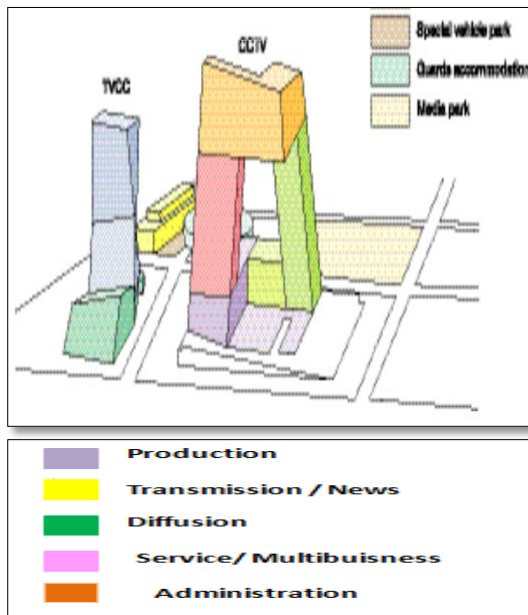 CCTV
Special vehicle park
TVCC
Guards accommodation
Media park
Production
Transmission / News
Diffusion
Service/ Multibuisness
Administration